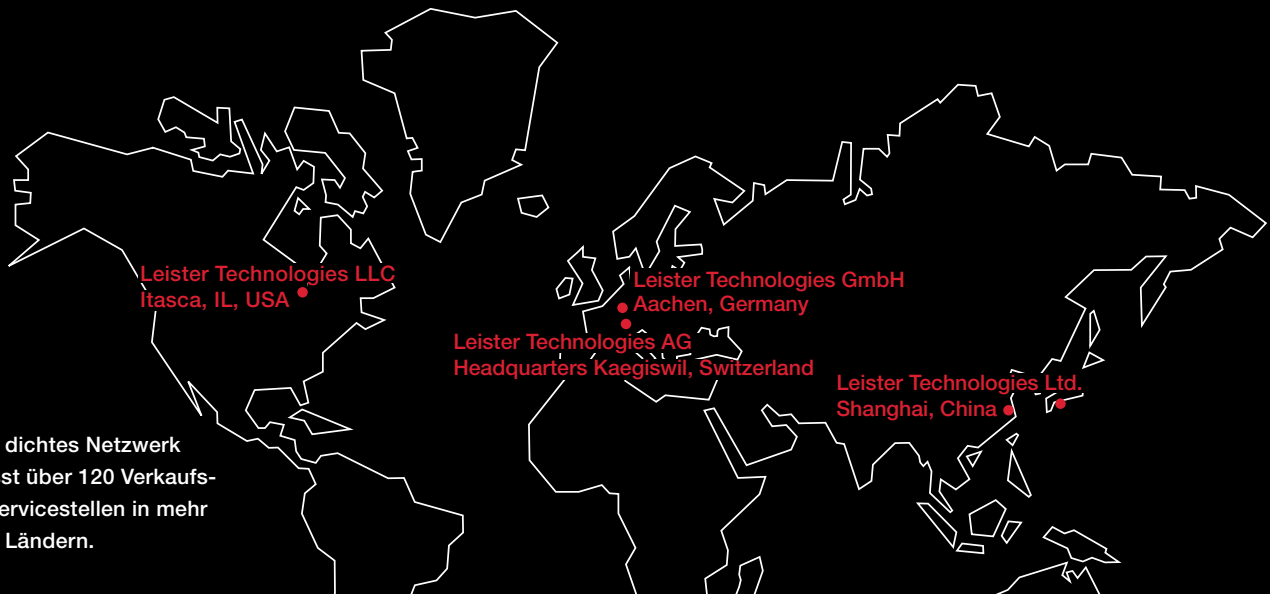 Leister Technologies LLC
Itasca, IL, USA
Leister Technologies GmbH
Aachen, Germany
Leister Technologies AG
Headquarters Kaegiswil, Switzerland
Leister Technologies Ltd.
Shanghai, China
dichtes Netzwerk
sst über 120 Verkaufs-
ervicestellen in mehr
Ländern.